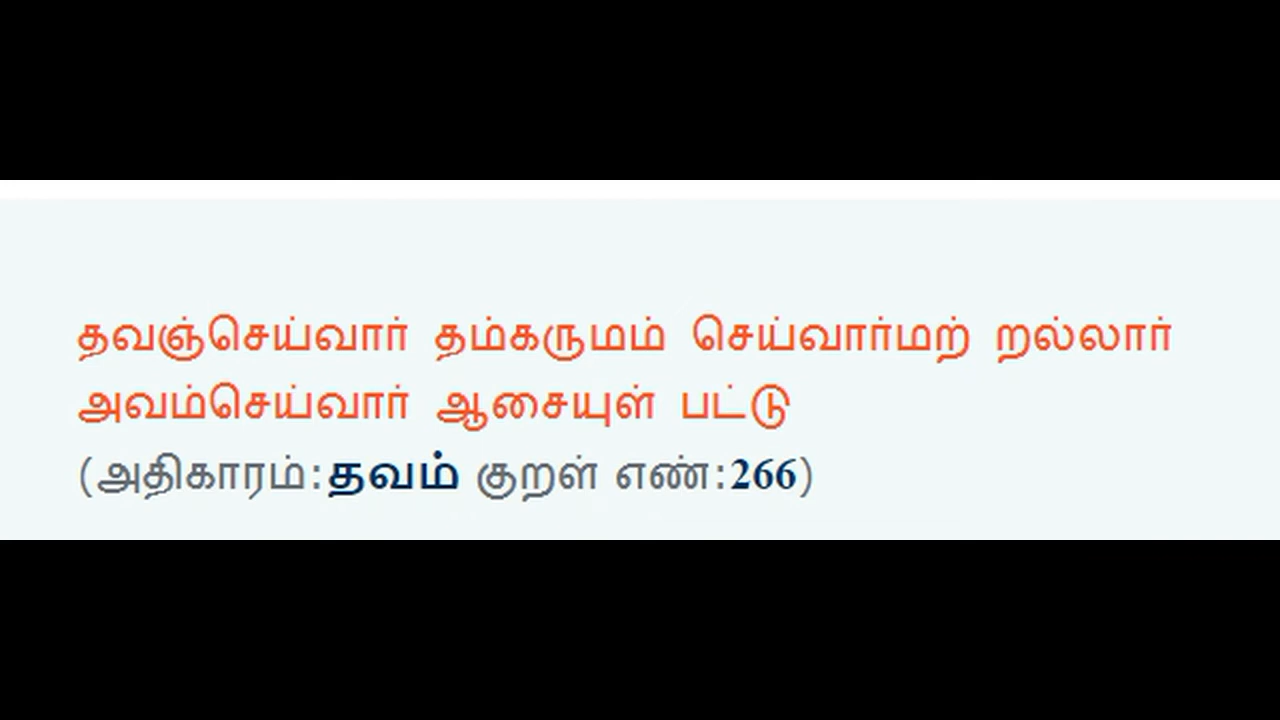 தவஞ்செய்வார் தம்கருமம் செய்வார்மற் றல்லார்
அவம்செய்வார் ஆசையுள் பட்டு
(அதிகாரம்:தவம் குறள் எண்:266)